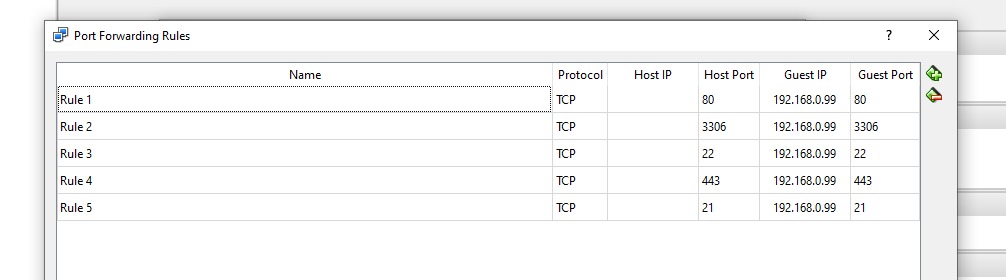 Port Forwarding Rules ?
Name Protocol Host IP Host Port Guest IP Guest Port
Rule 1 TCP 80 192.168.0.99 80
Rule 2 TCP 3306 192.168.0.99 3306
Rule 3 TCP 22 192.168.0.99 22
Rule 4 TCP 443 192.168.0.99 443
Rule 5 TCP 21 192.168.0.99 21